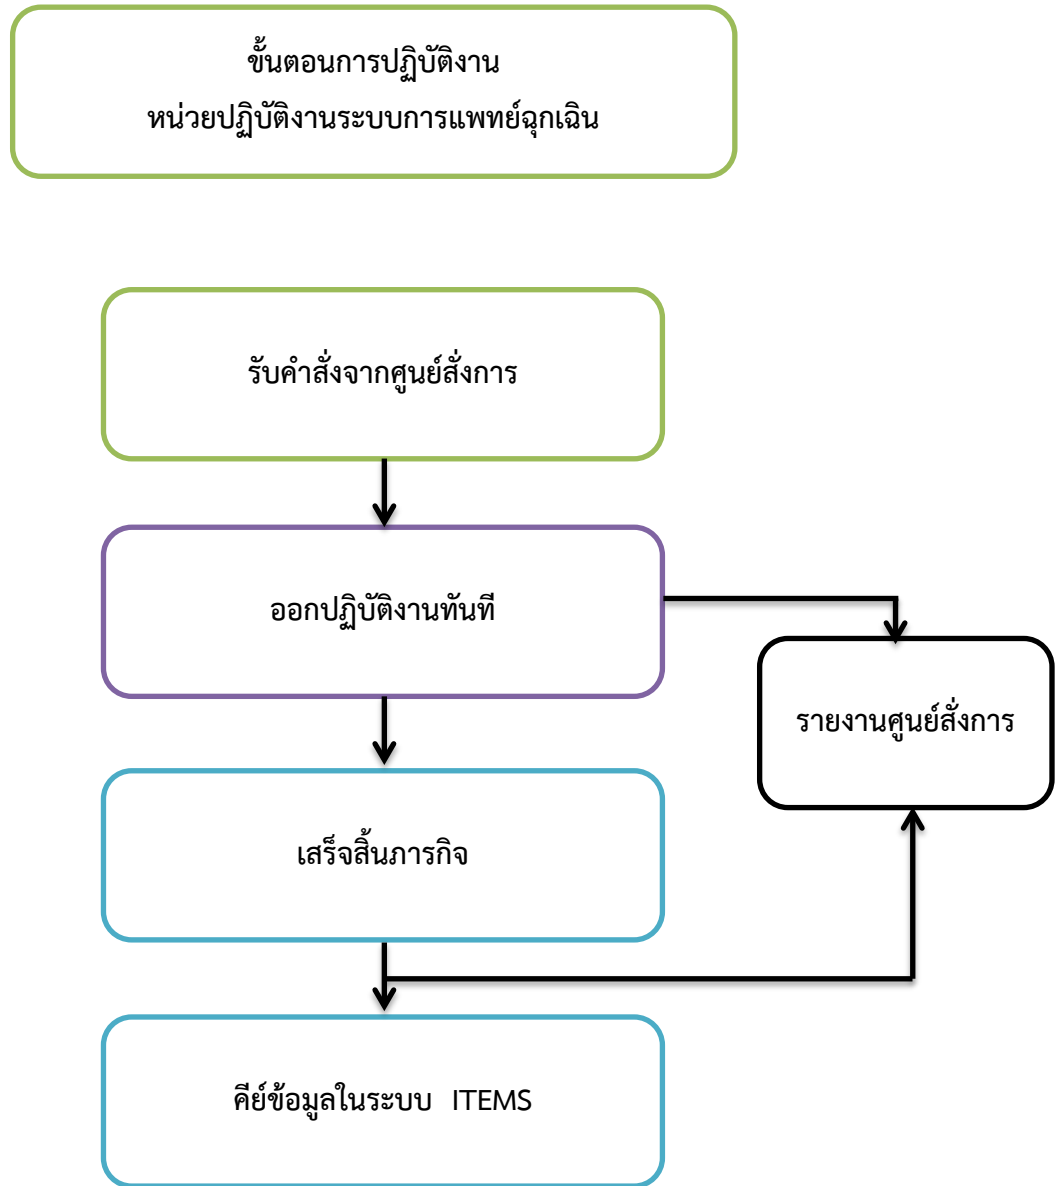 ขั้นตอนการปฏิบัติงาน
หน่วยปฏิบัติงานระบบการแพทย์ฉุกเฉิน
รับคำสั่งจากศูนย์สั่งการ
ออกปฏิบัติงานทันที
รายงานศูนย์สั่งการ
เสร็จสิ้นภารกิจ
คีย์ข้อมูลในระบบ ITEMS